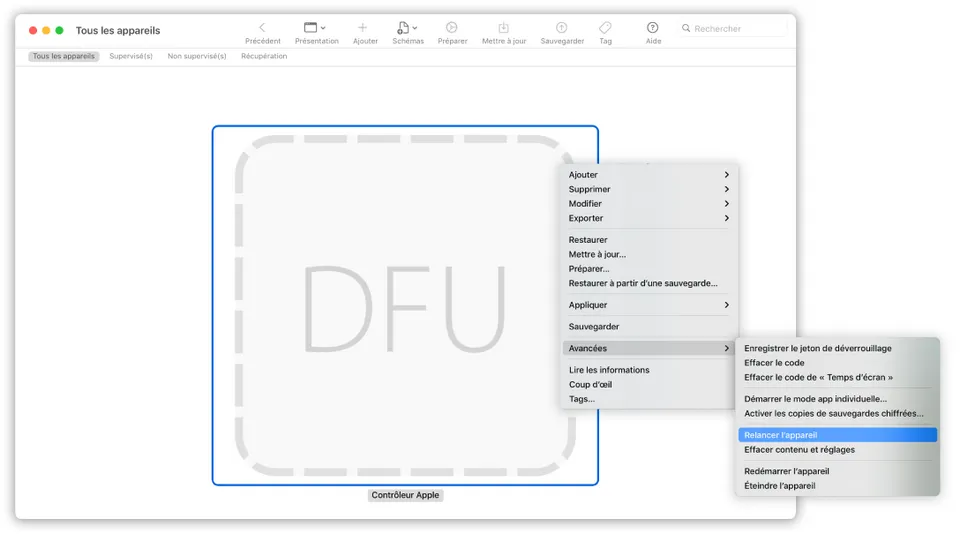 Tous les appareils
Précédent
Présentation
Ajouter
Schémas
Préparer
Mettre à jour
Sauvegarder
Tag
Aide
Rechercher
Tous les appareils
Supervisé(s)
Non supervisé(s)
Récupération
DFU
Contrôleur Apple
Ajouter
Supprimer
Modifier
Exporter
Restaurer
Mettre à jour...
Préparer...
Restaurer à partir d'une sauvegarde...
Appliquer
Sauvegarder
Avancées
Lire les informations
Coup d'œil
Tags...
Enregistrer le jeton de déverrouillage
Effacer le code
Effacer le code de « Temps d'écran »
Démarrer le mode app individuelle...
Activer les copies de sauvegardes chiffrées...
Relancer l'appareil
Effacer contenu et réglages
Redémarrer l'appareil
Éteindre l'appareil